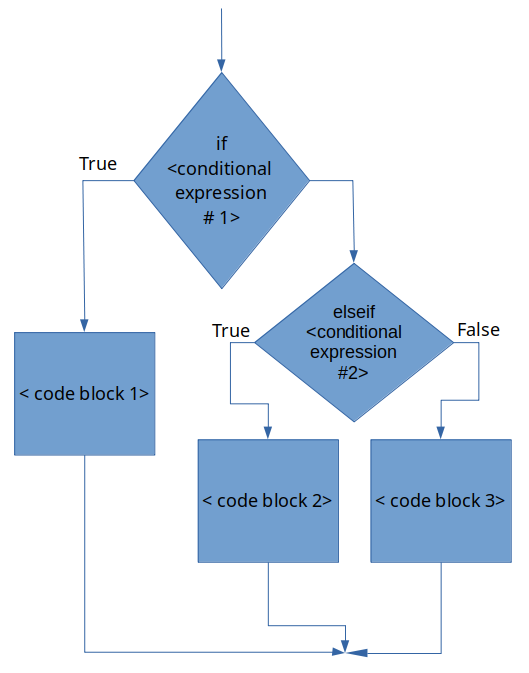 if
<conditional
expression
# 1>
True
elseif
<conditional
expression
#2>
True
False
< code block 1>
< code block 2>
< code block 3>